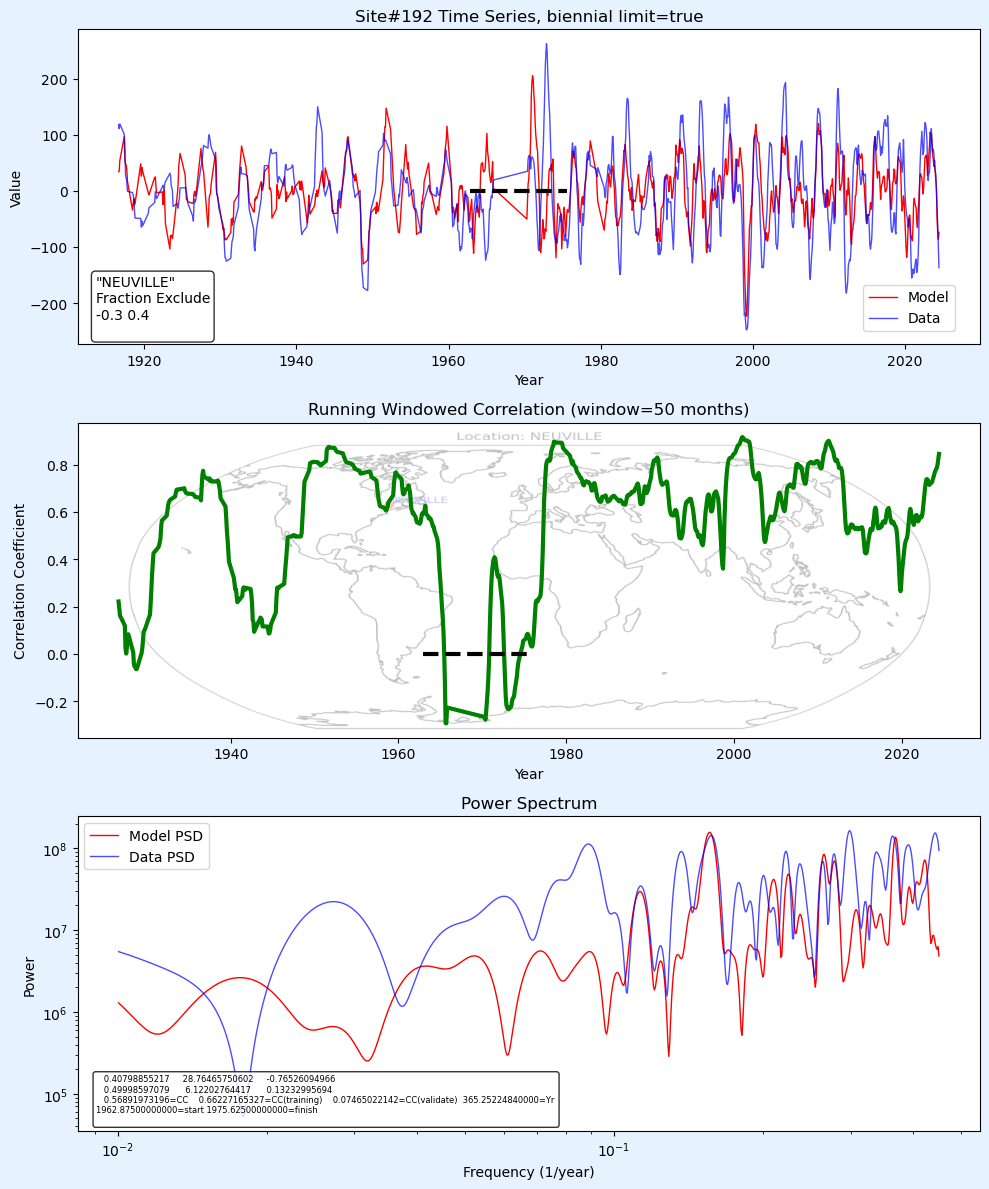 Site#192 Time Series, biennial limit=true
Value
200
100
0
−100
−200
"NEUVILLE"
Fraction Exclude
-0.3 0.4
Model
Data
1920 1940 1960 1980 2000 2020
Year
Running Windowed Correlation (window=50 months)
Location: NEUVILLE
Correlation Coefficient
0.8
0.6
0.4
0.2
0.0
−0.2
1940 1960 1980 2000 2020
Year
Power Spectrum
Model PSD
Data PSD
Power
10^8
10^7
10^6
10^5
0.40798855217 28.76465750602 -0.76526094966
0.49998597079 6.12202764417 0.13232995694
0.56891973196=CC 0.66227165327=CC(training) 0.07465022142=CC(validate) 365.25224840000=Yr
1962.87500000000=start 1975.62500000000=finish
10^−2 10^−1
Frequency (1/year)